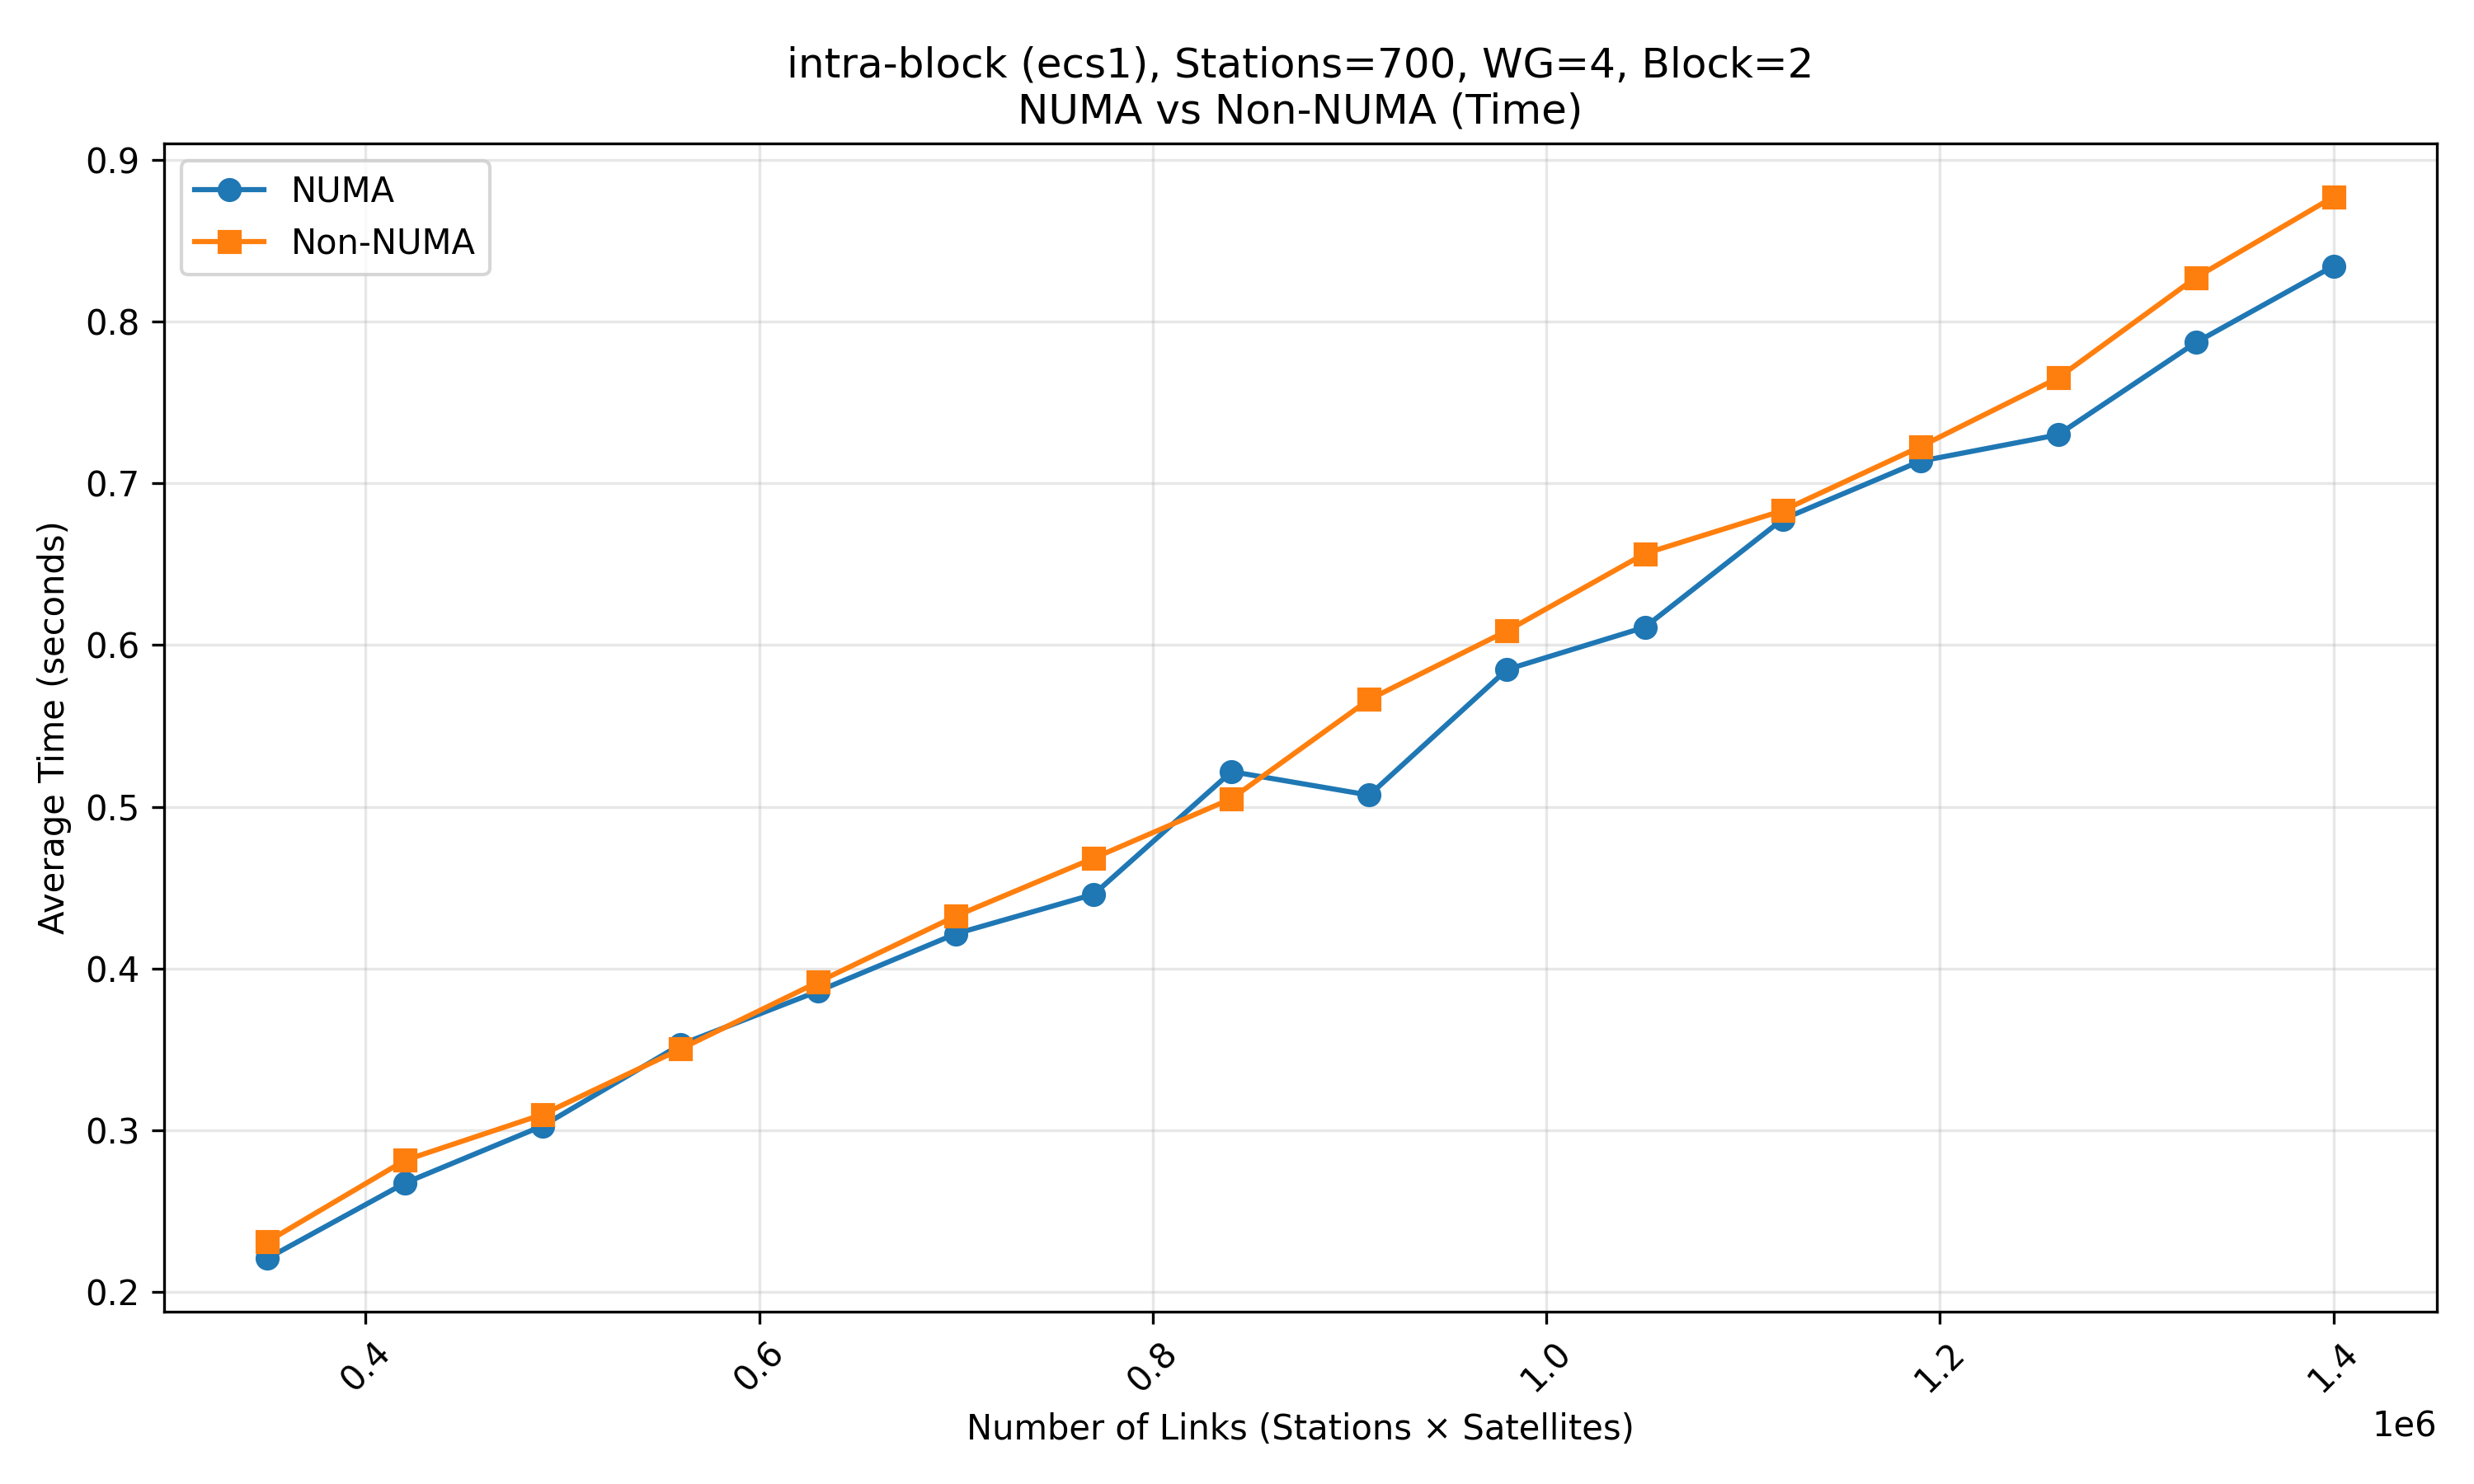 intra-block (ecs1), Stations=700, WG=4, Block=2
NUMA vs Non-NUMA (Time)
NUMA
Non-NUMA
Average Time (seconds)
0.9
0.8
0.7
0.6
0.5
0.4
0.3
0.2
0.4
0.6
0.8
1.0
1.2
1.4
1e6
Number of Links (Stations × Satellites)